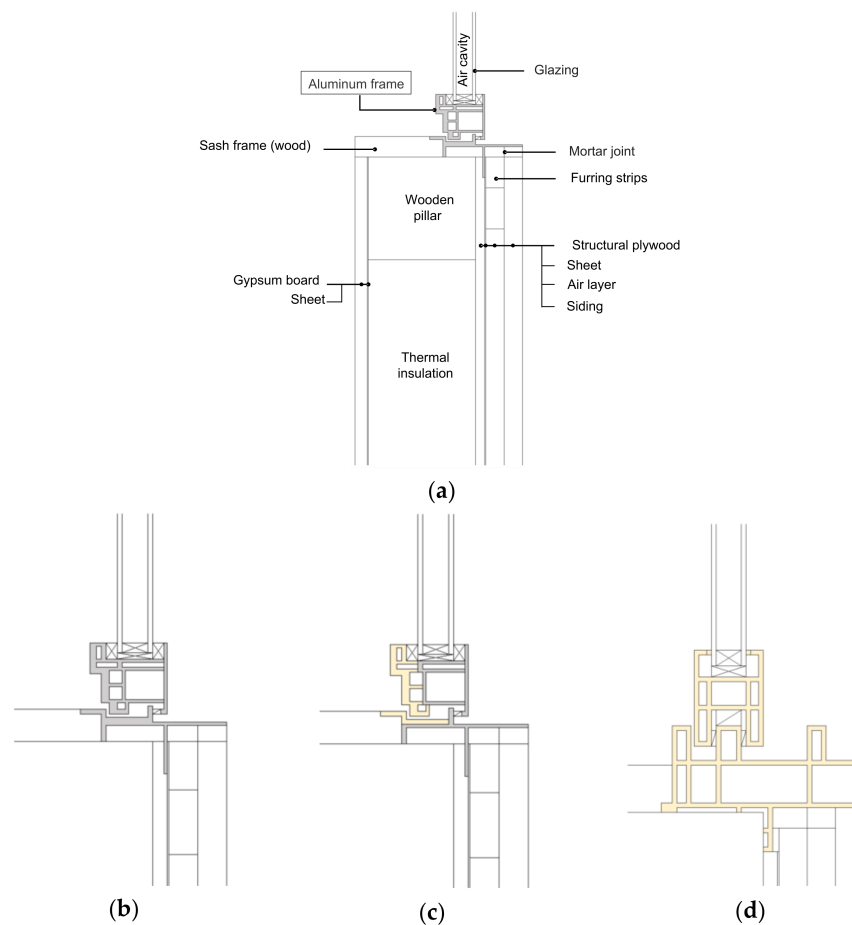 Air cavity
Glazing
Aluminum frame
Sash frame (wood)
Mortar joint
Furring strips
Wooden
pillar
Structural plywood
Sheet
Air layer
Siding
Gypsum board
Sheet
Thermal
insulation
(a)
(b)
(c)
(d)